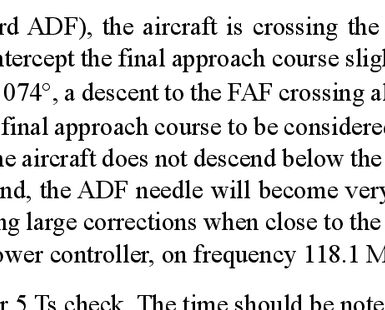 rd ADF), the aircraft is crossing the
ntercept the final approach course sligh
074°, a descent to the FAF crossing al
final approach course to be considered
he aircraft does not descend below the
nd, the ADF needle will become very
ng large corrections when close to the
ower controller, on frequency 118.1 M
r 5 Ts check. The time should be note